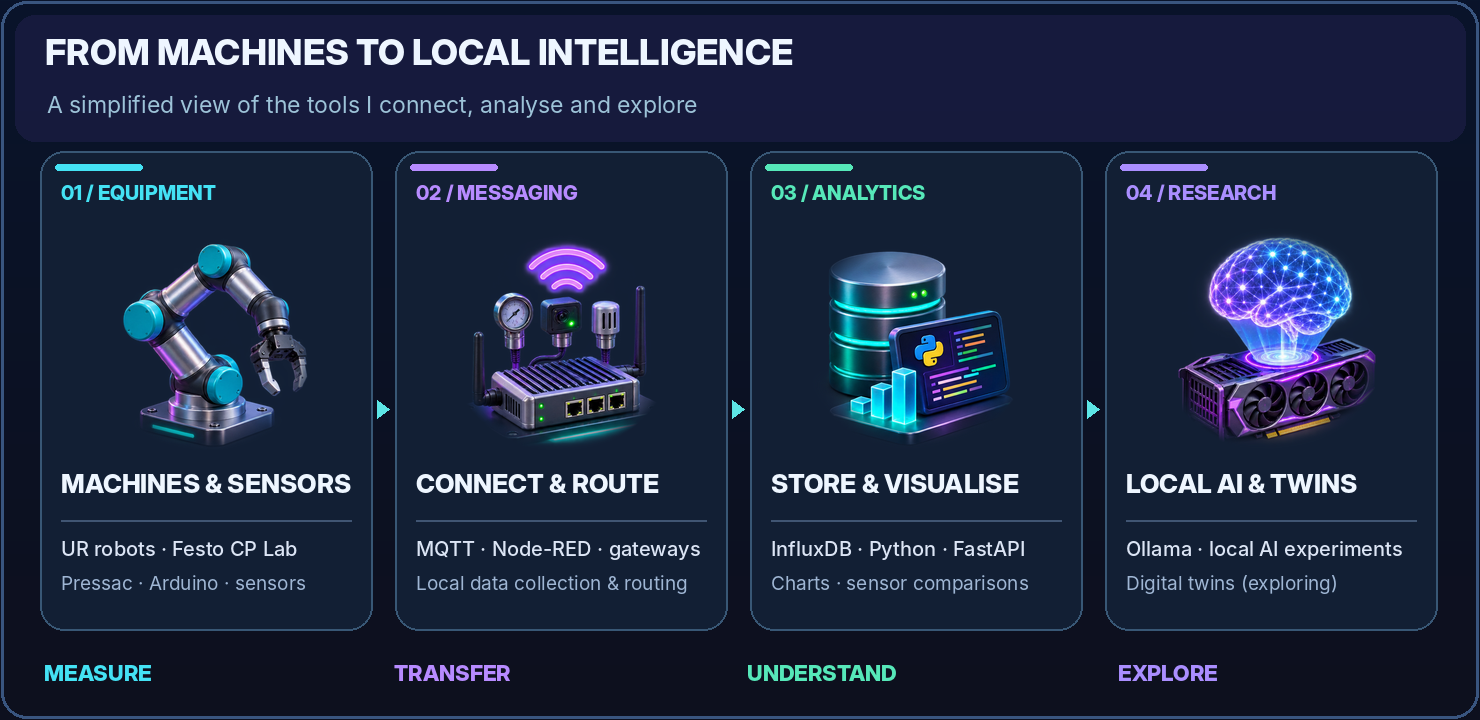 FROM MACHINES TO LOCAL INTELLIGENCE
A simplified view of the tools I connect, analyse and explore
01 / EQUIPMENT
MACHINES & SENSORS
UR robots · Festo CP Lab
Pressac · Arduino · sensors
MEASURE
02 / MESSAGING
CONNECT & ROUTE
MQTT · Node-RED · gateways
Local data collection & routing
TRANSFER
03 / ANALYTICS
STORE & VISUALISE
InfluxDB · Python · FastAPI
Charts · sensor comparisons
UNDERSTAND
04 / RESEARCH
LOCAL AI & TWINS
Ollama · local AI experiments
Digital twins (exploring)
EXPLORE